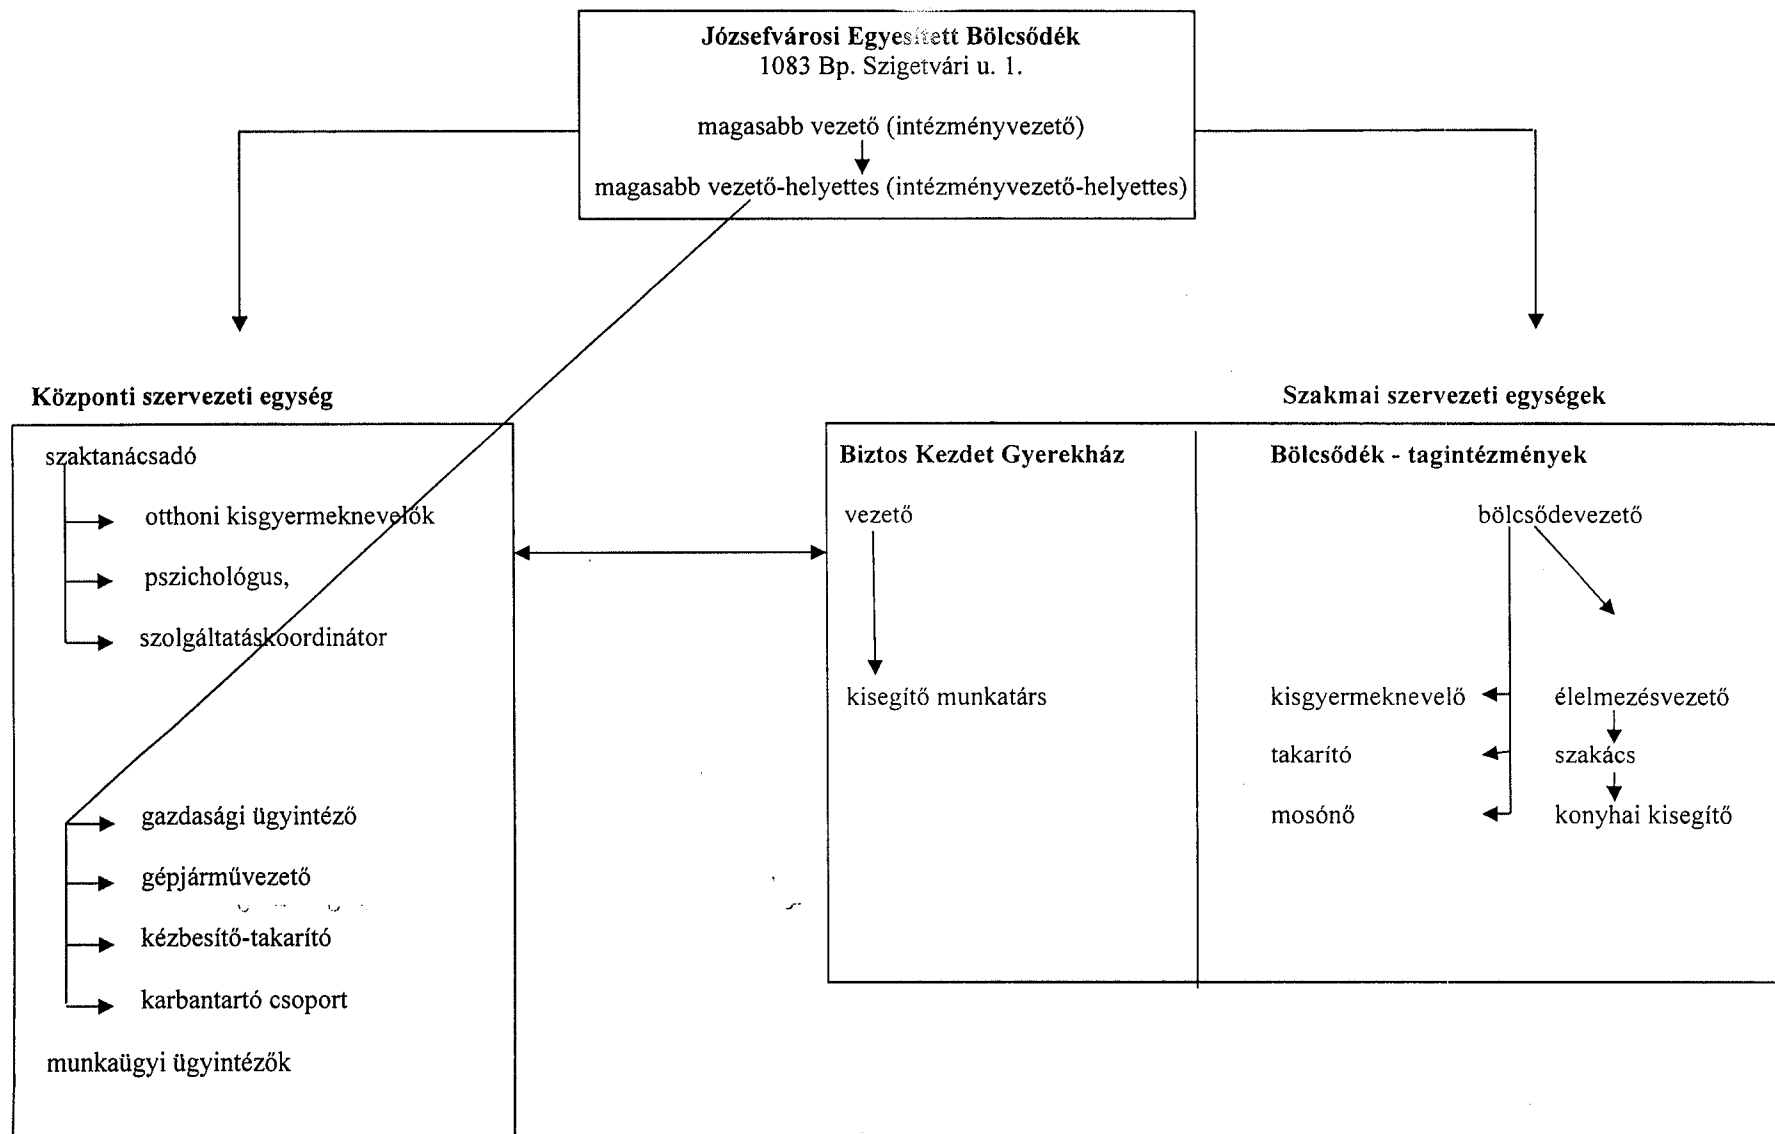 Józsefvárosi Egyesített Bölcsődék
1083 Bp. Szigetvári u. 1.
magasabb vezető (intézményvezető)
magasabb vezető-helyettes (intézményvezető-helyettes)
Központi szervezeti egység
szaktanácsadó
otthoni kisgyermeknevelők
pszichológus,
szolgáltatáskoordinátor
gazdasági ügyintéző
gépjárművezető
kézbesítő-takarító
karbantartó csoport
munkaügyi ügyintézők
Szakmai szervezeti egységek
Biztos Kezdet Gyerekház
vezető
kisegítő munkatárs
Bölcsődék - tagintézmények
bölcsődevezető
kisgyermeknevelő
takarító
mosónő
élelmezésvezető
szakács
konyhai kisegítő